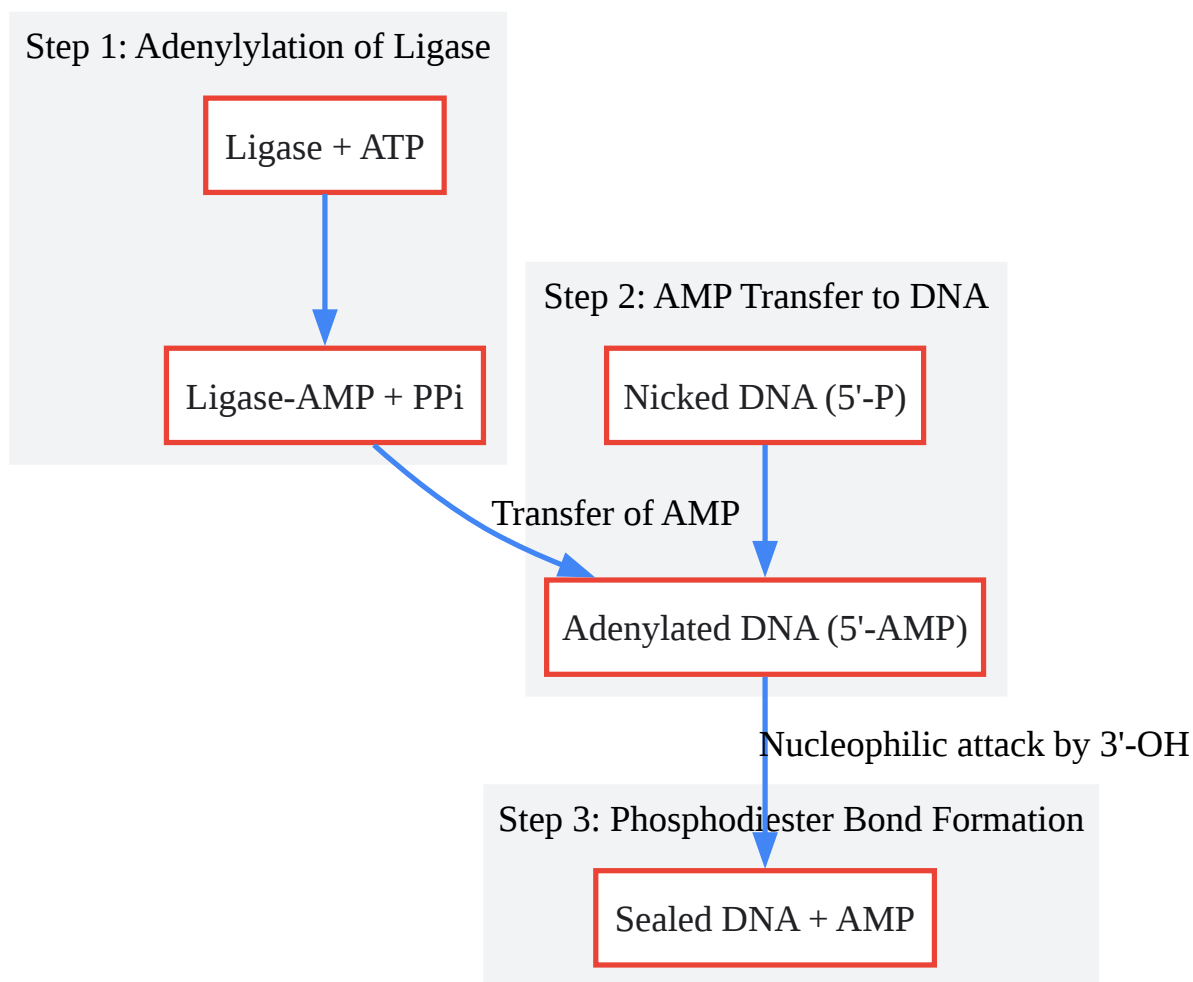 Step 1: Adenylylation of Ligase
Ligase + ATP
Ligase-AMP + PPi
Step 2: AMP Transfer to DNA
Nicked DNA (5'-P)
Transfer of AMP
Adenylated DNA (5'-AMP)
Nucleophilic attack by 3'-OH
Step 3: Phosphodiester Bond Formation
Sealed DNA + AMP